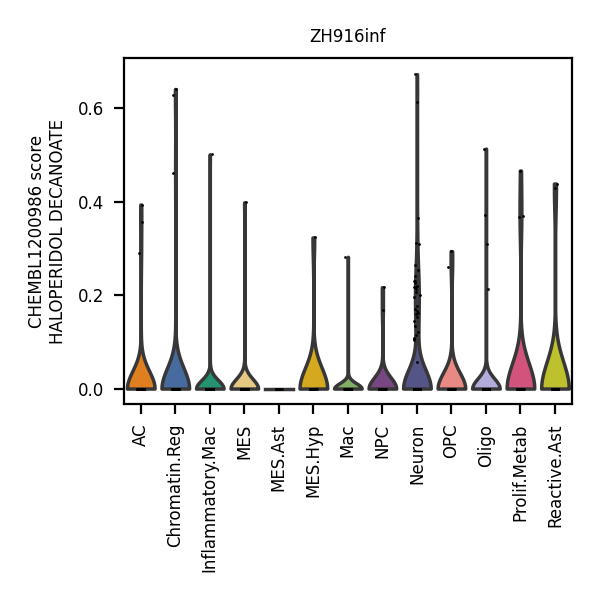 ZH916inf
CHEMBL1200986 score
HALOPERIDOL DECANOATE
0.6
0.4
0.2
0.0
AC
Chromatin.Reg
Inflammatory.Mac
MES
MES.Ast
MES.Hyp
Mac
NPC
Neuron
OPC
Oligo
Prolif.Metab
Reactive.Ast